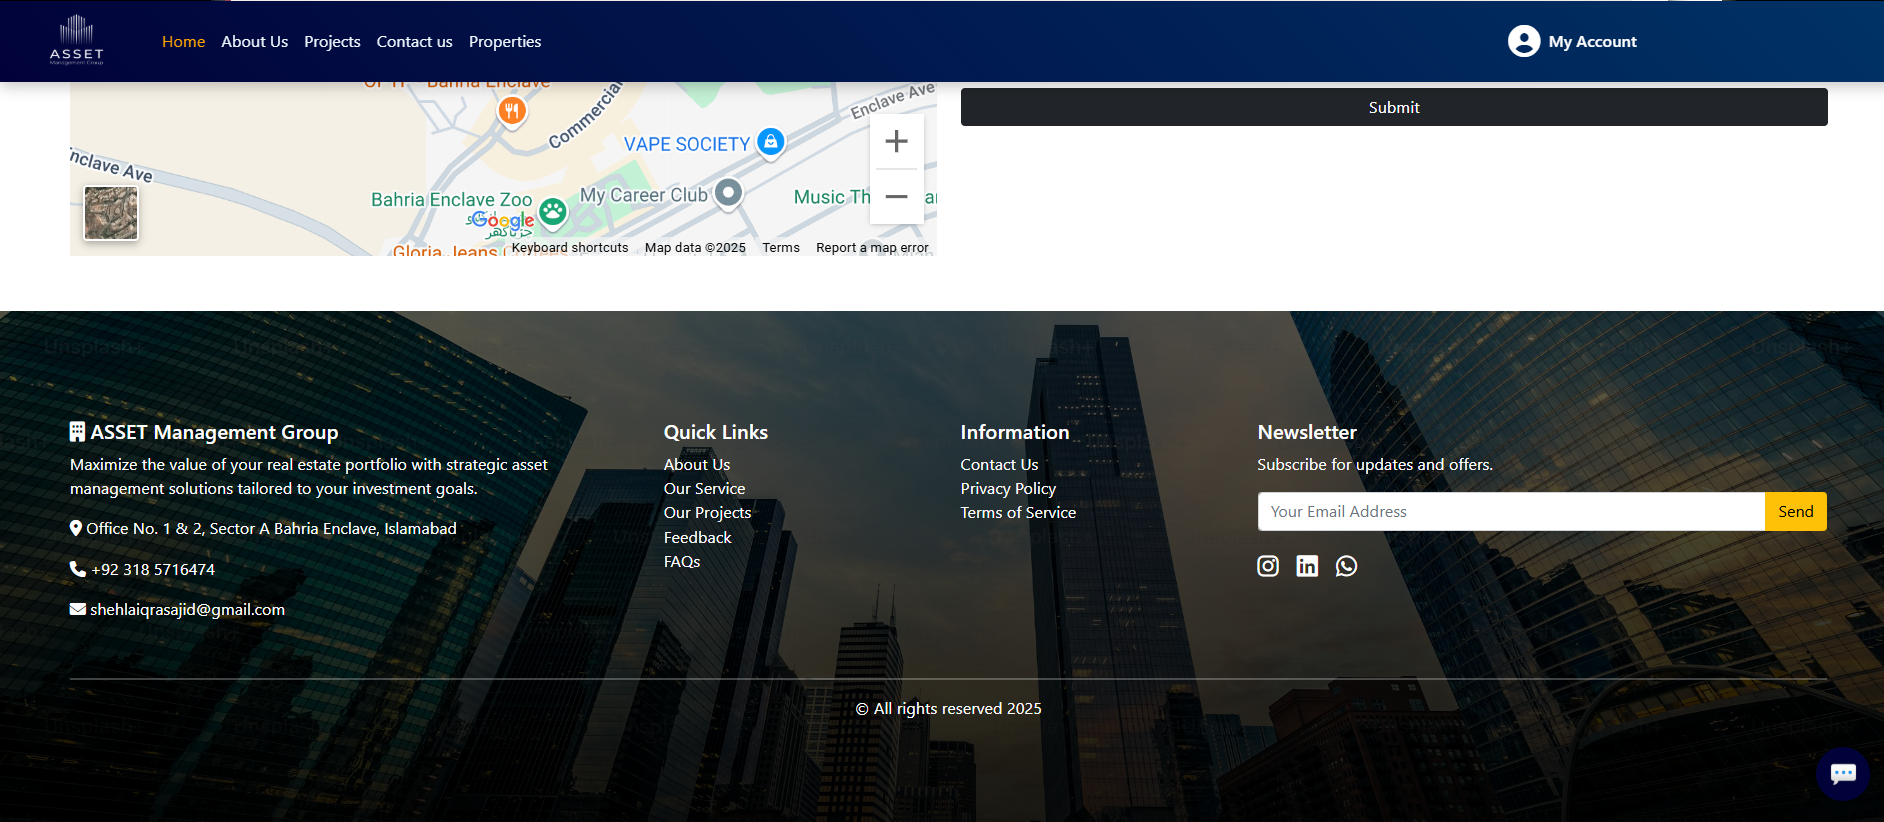 ASSET
Management Group
Home
About Us
Projects
Contact us
Properties
My Account
Bahria Enclave
Commercial
Enclave Ave
VAPE SOCIETY
Enclave Ave
Bahria Enclave Zoo
My Career Club
Google
Gloria Jeans
Keyboard shortcuts
Map data ©2025
Terms
Report a map error
Submit
Unsplash+
ASSET Management Group
Maximize the value of your real estate portfolio with strategic asset
management solutions tailored to your investment goals.
Office No. 1 & 2, Sector A Bahria Enclave, Islamabad
+92 318 5716474
shehlaiqrasajid@gmail.com
Quick Links
About Us
Our Service
Our Projects
Feedback
FAQs
Information
Contact Us
Privacy Policy
Terms of Service
Newsletter
Subscribe for updates and offers.
Your Email Address
Send
© All rights reserved 2025